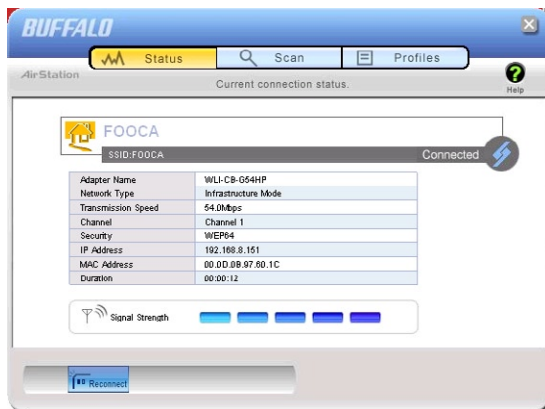 BUFFALO
Status Scan Profiles
AirStation
Current connection status.
Help
FOOCA
SSID:FOOCA Connected
Adapter Name WLI-CB-G54HP
Network Type Infrastructure Mode
Transmission Speed 54.0Mbps
Channel Channel 1
Security WEP64
IP Address 192.168.8.151
MAC Address 00.0D.0B.97.60.1C
Duration 00:00:12
Signal Strength
Reconnect